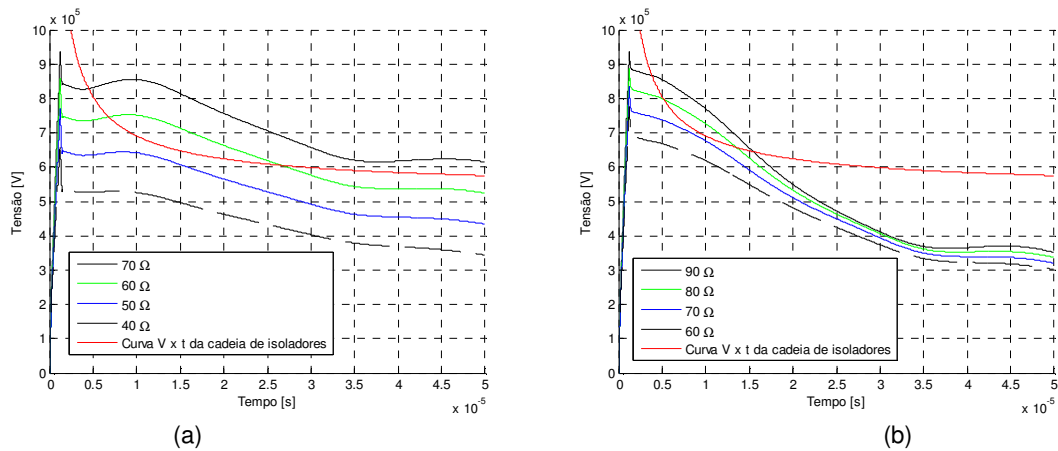 x 10^5
10
9
8
7
6
5
4
3
2
1
0
Tensão [V]
70 Ω
60 Ω
50 Ω
40 Ω
Curva V x t da cadeia de isoladores
0 0.5 1 1.5 2 2.5 3 3.5 4 4.5 5
Tempo [s]
x 10^-5
(a)
x 10^5
10
9
8
7
6
5
4
3
2
1
0
Tensão [V]
90 Ω
80 Ω
70 Ω
60 Ω
Curva V x t da cadeia de isoladores
0 0.5 1 1.5 2 2.5 3 3.5 4 4.5 5
Tempo [s]
x 10^-5
(b)